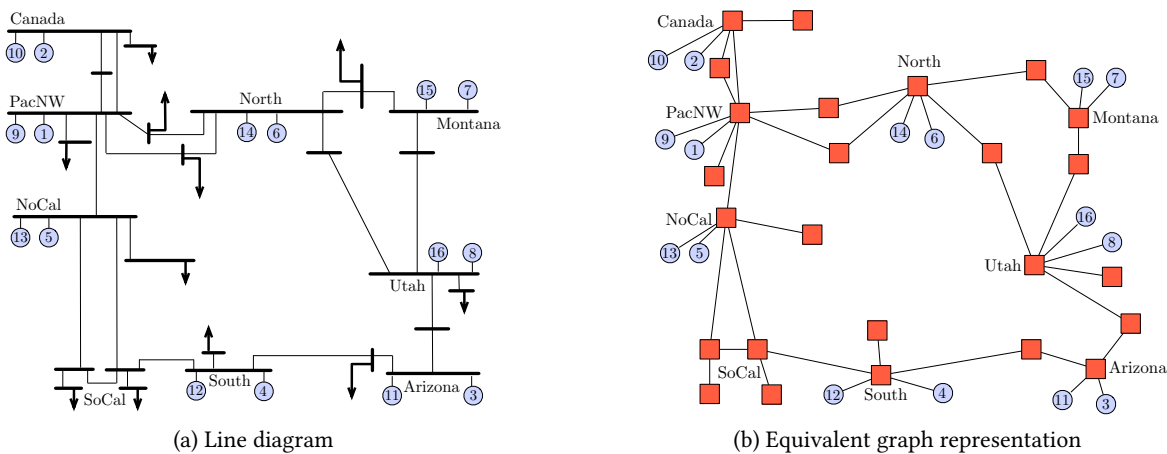 Canada
10 2
PacNW
9 1
North
14 6
15 7
Montana
NoCal
13 5
16 8
Utah
SoCal
12 South 4
11 Arizona 3
(a) Line diagram
Canada
10 2
North
15 7
PacNW
Montana
9 1
14 6
NoCal
13 5
16
8
Utah
SoCal
12 South 4
Arizona
11 3
(b) Equivalent graph representation